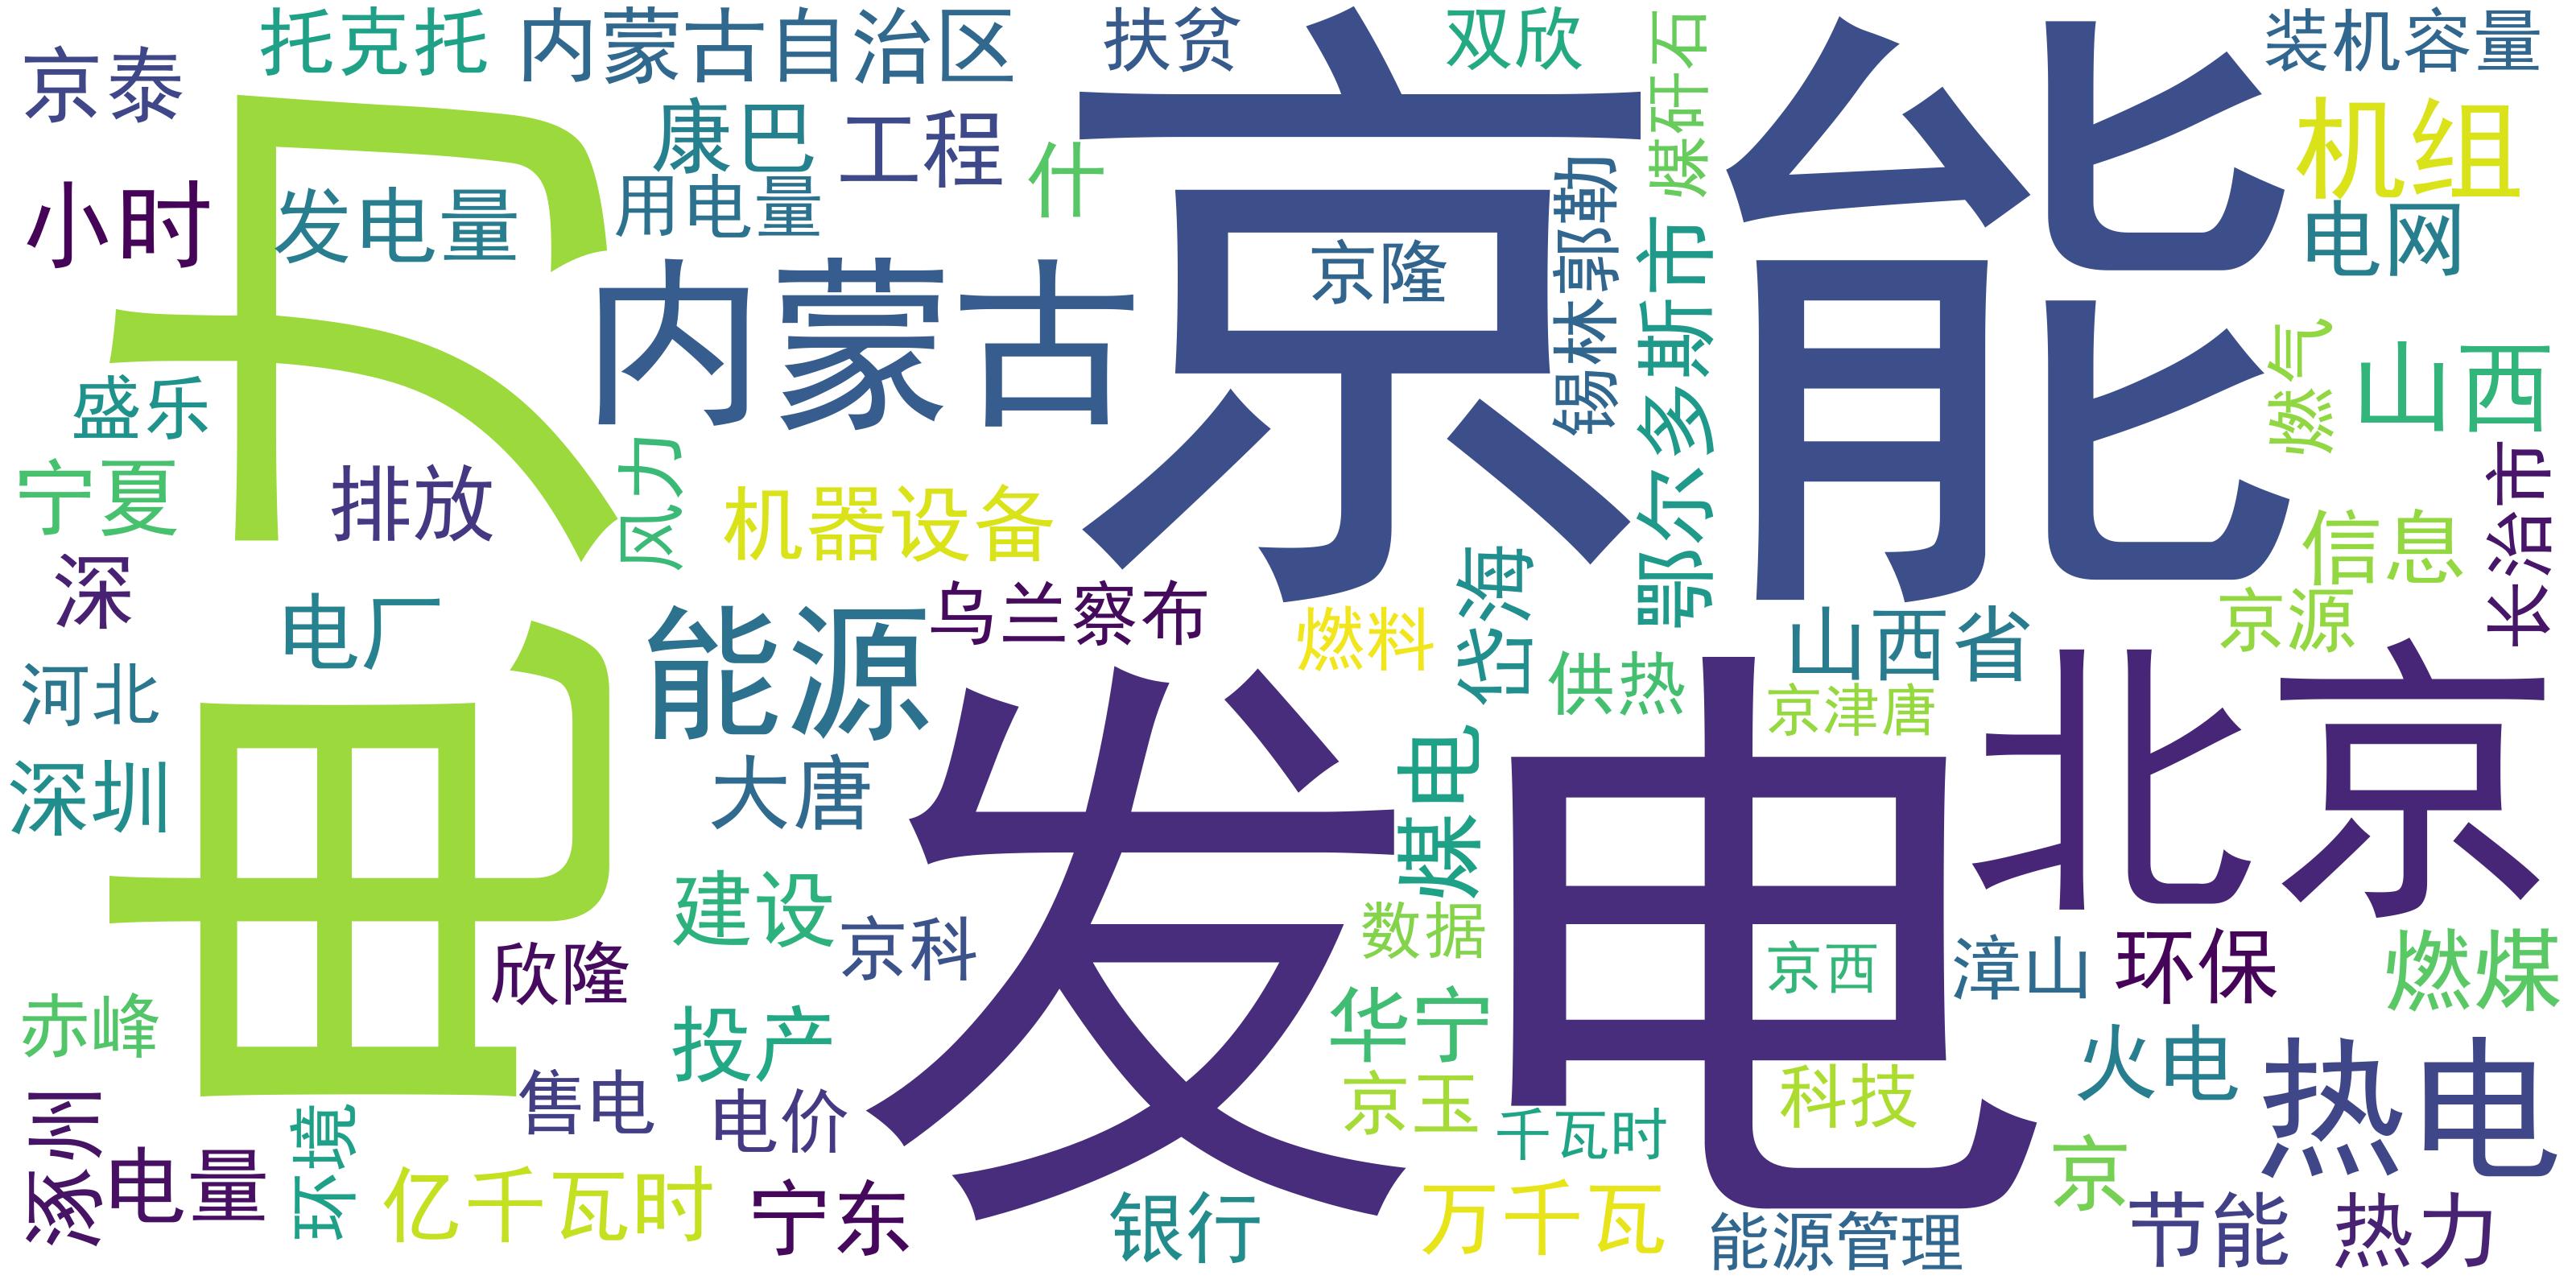 京泰
托克托
内蒙古自治区
扶贫
双欣
煤矸石
装机容量
京能
电力
康巴
工程
什
机组
小时
发电量
用电量
电网
京隆
锡林郭勒
鄂尔多斯市
内蒙古
燃气
山西
盛乐
宁夏
排放
风力
机器设备
长治市
信息
深
电厂
能源
乌兰察布
燃料
岱海
供热
山西省
京源
京津唐
河北
深圳
大唐
发电
煤电
北京
建设
京科
数据
京西
漳山
环保
燃煤
欣隆
赤峰
投产
华宁
火电
热电
涿州
电量
环境
售电
电价
京玉
千瓦时
科技
京
亿千瓦时
宁东
银行
万千瓦
能源管理
节能
热力